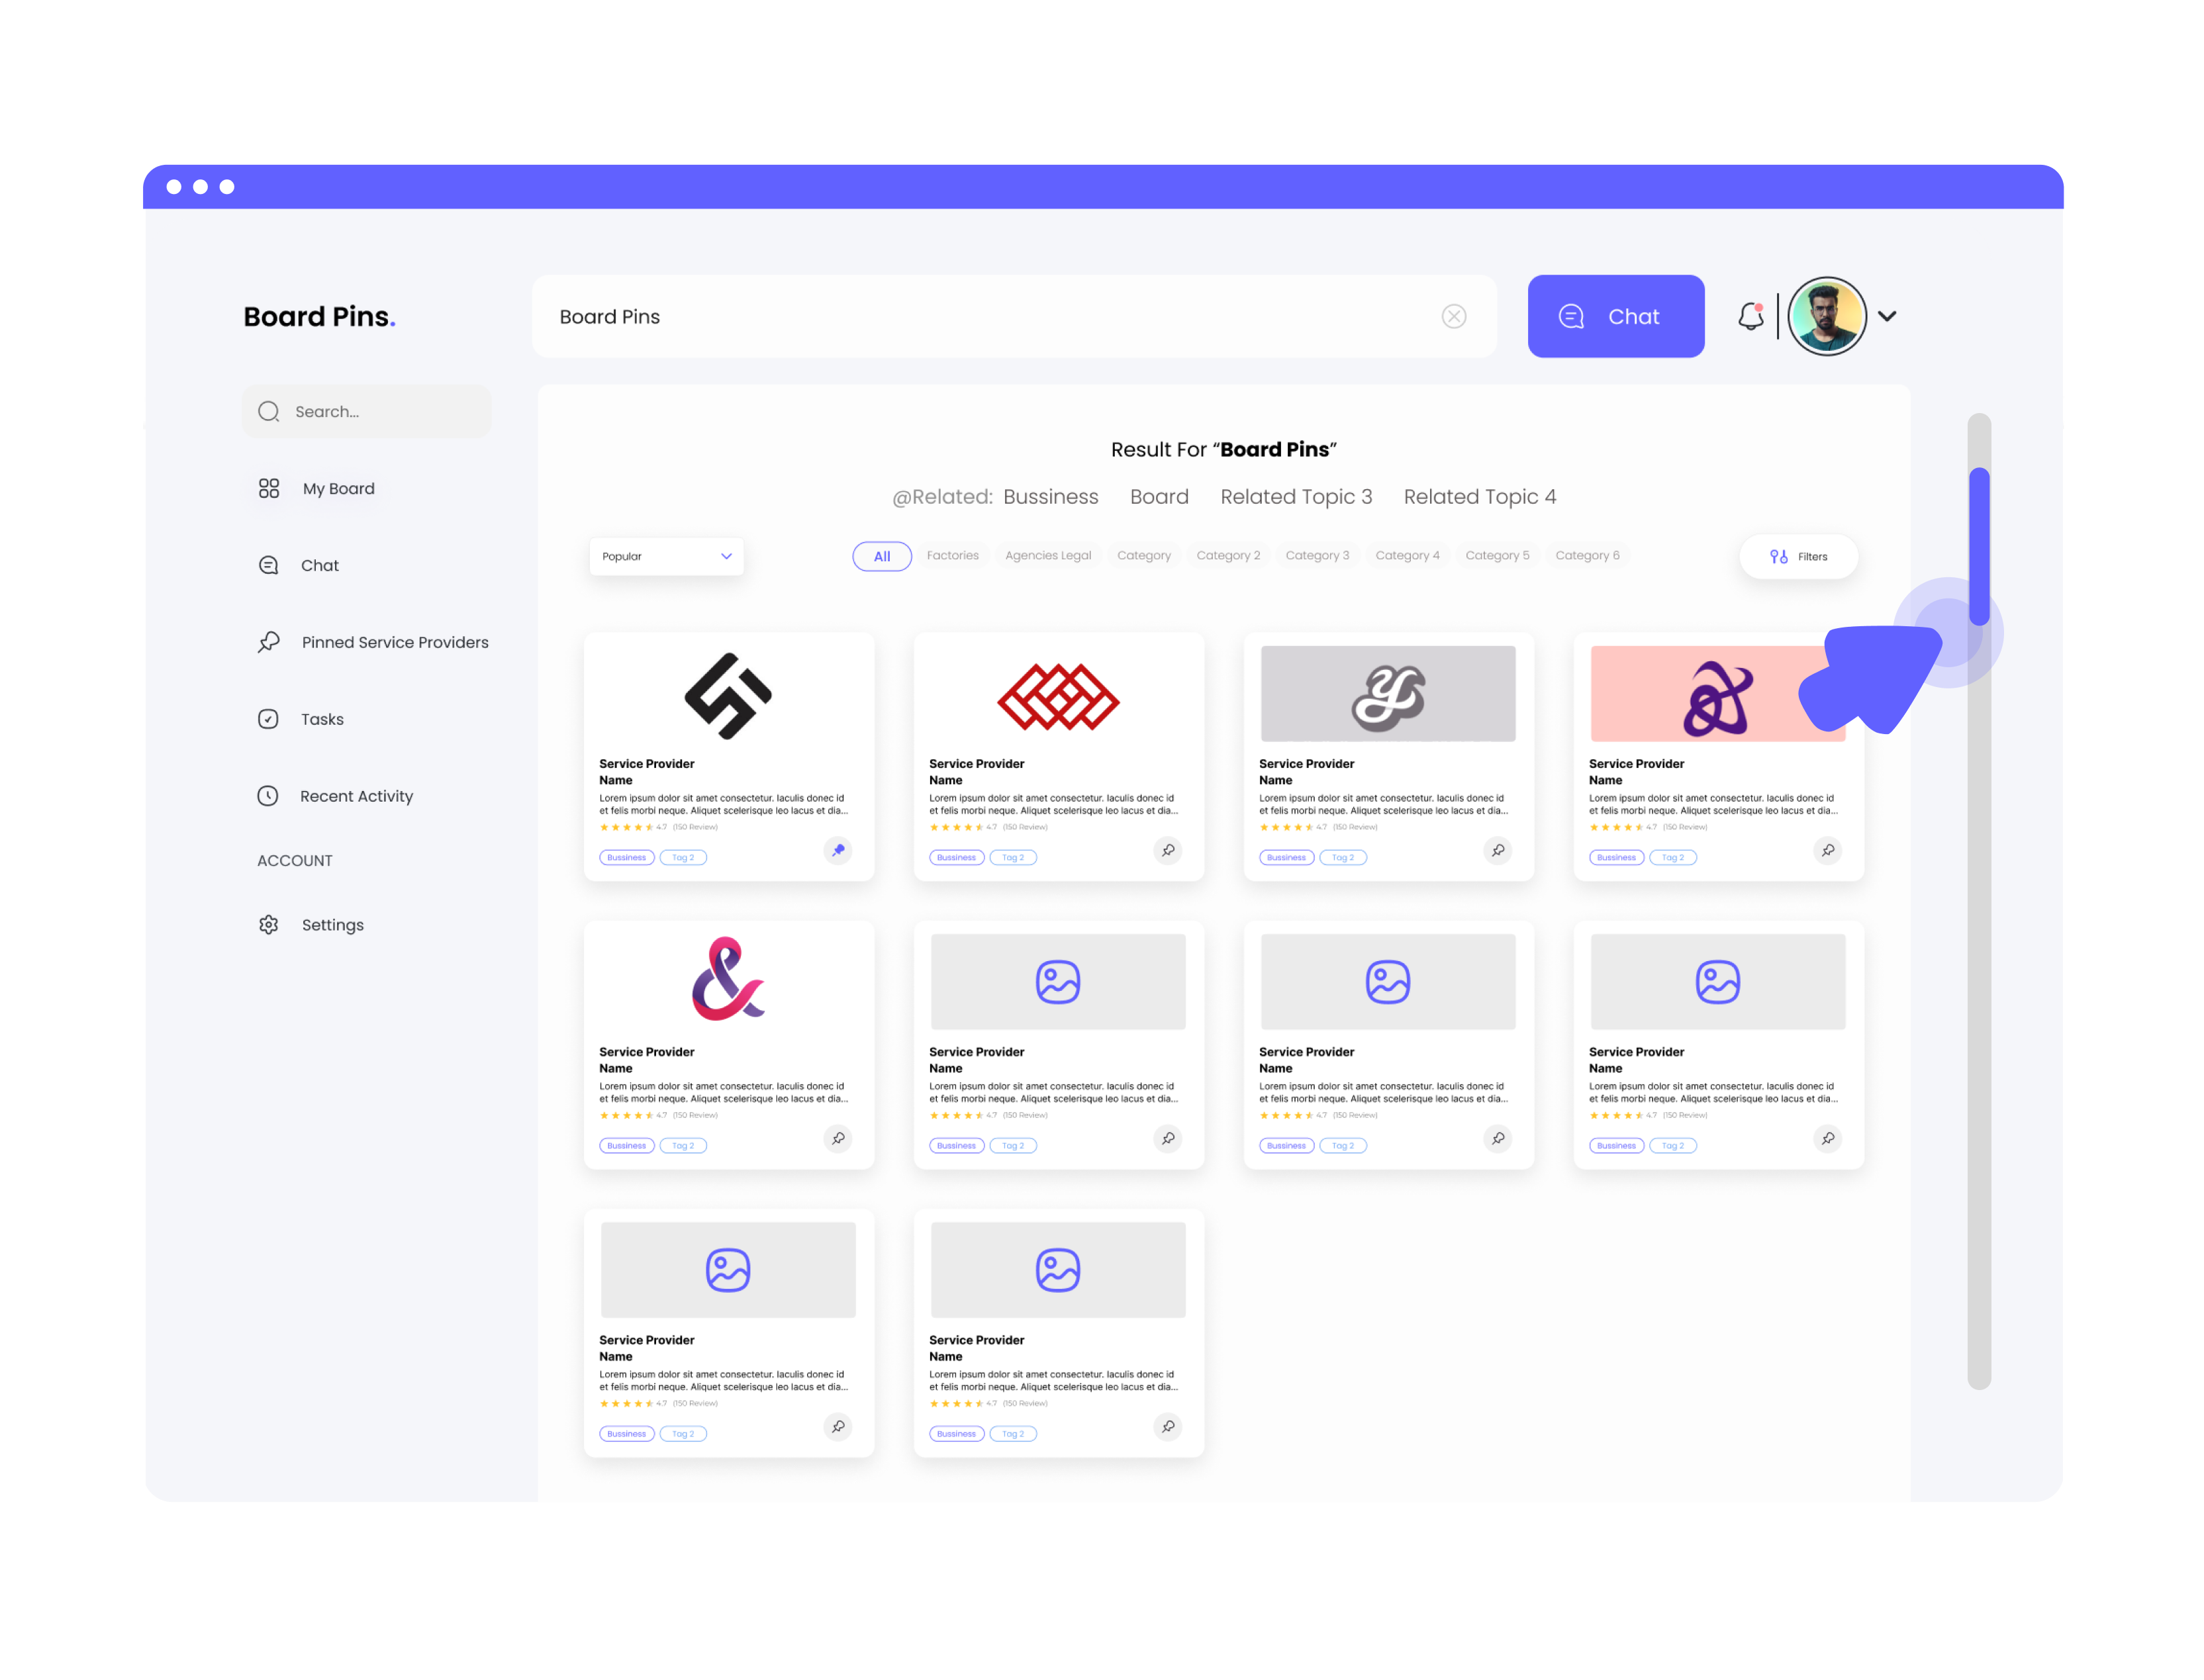 Board Pins.
Board Pins
Chat
Search...
My Board
Chat
Pinned Service Providers
Tasks
Recent Activity
ACCOUNT
Settings
Result For “Board Pins”
@Related: Bussiness Board Related Topic 3 Related Topic 4
Popular
All Factories Agencies Legal Category Category 2 Category 3 Category 4 Category 5 Category 6
Filters
Service Provider
Name
Lorem ipsum dolor sit amet consectetur. Iaculis donec id
et felis morbi neque. Aliquet scelerisque leo lacus et dia...
4.7 (150 Review)
Bussiness Tag 2
Service Provider
Name
Lorem ipsum dolor sit amet consectetur. Iaculis donec id
et felis morbi neque. Aliquet scelerisque leo lacus et dia...
4.7 (150 Review)
Bussiness Tag 2
Service Provider
Name
Lorem ipsum dolor sit amet consectetur. Iaculis donec id
et felis morbi neque. Aliquet scelerisque leo lacus et dia...
4.7 (150 Review)
Bussiness Tag 2
Service Provider
Name
Lorem ipsum dolor sit amet consectetur. Iaculis donec id
et felis morbi neque. Aliquet scelerisque leo lacus et dia...
4.7 (150 Review)
Bussiness Tag 2
&
Service Provider
Name
Lorem ipsum dolor sit amet consectetur. Iaculis donec id
et felis morbi neque. Aliquet scelerisque leo lacus et dia...
4.7 (150 Review)
Bussiness Tag 2
Service Provider
Name
Lorem ipsum dolor sit amet consectetur. Iaculis donec id
et felis morbi neque. Aliquet scelerisque leo lacus et dia...
4.7 (150 Review)
Bussiness Tag 2
Service Provider
Name
Lorem ipsum dolor sit amet consectetur. Iaculis donec id
et felis morbi neque. Aliquet scelerisque leo lacus et dia...
4.7 (150 Review)
Bussiness Tag 2
Service Provider
Name
Lorem ipsum dolor sit amet consectetur. Iaculis donec id
et felis morbi neque. Aliquet scelerisque leo lacus et dia...
4.7 (150 Review)
Bussiness Tag 2
Service Provider
Name
Lorem ipsum dolor sit amet consectetur. Iaculis donec id
et felis morbi neque. Aliquet scelerisque leo lacus et dia...
4.7 (150 Review)
Bussiness Tag 2
Service Provider
Name
Lorem ipsum dolor sit amet consectetur. Iaculis donec id
et felis morbi neque. Aliquet scelerisque leo lacus et dia...
4.7 (150 Review)
Bussiness Tag 2